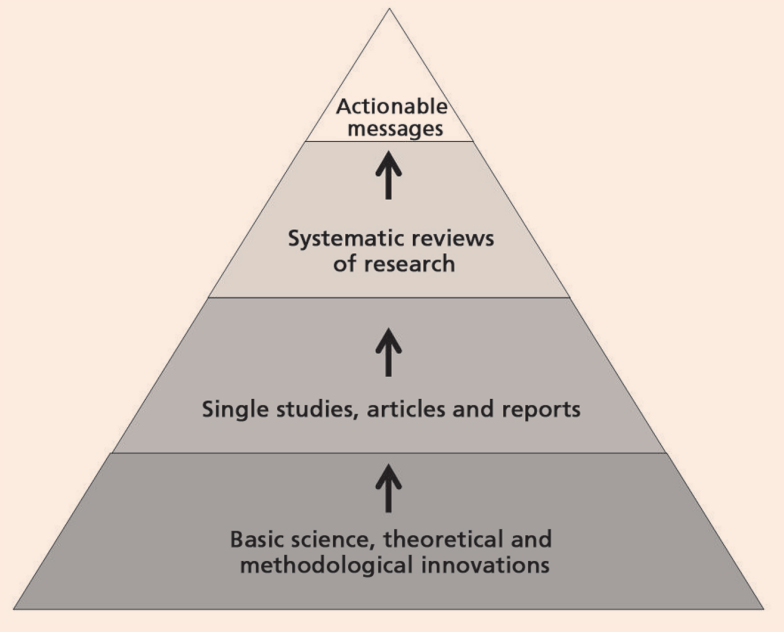 Actionable
messages
Systematic reviews
of research
Single studies, articles and reports
Basic science, theoretical and
methodological innovations